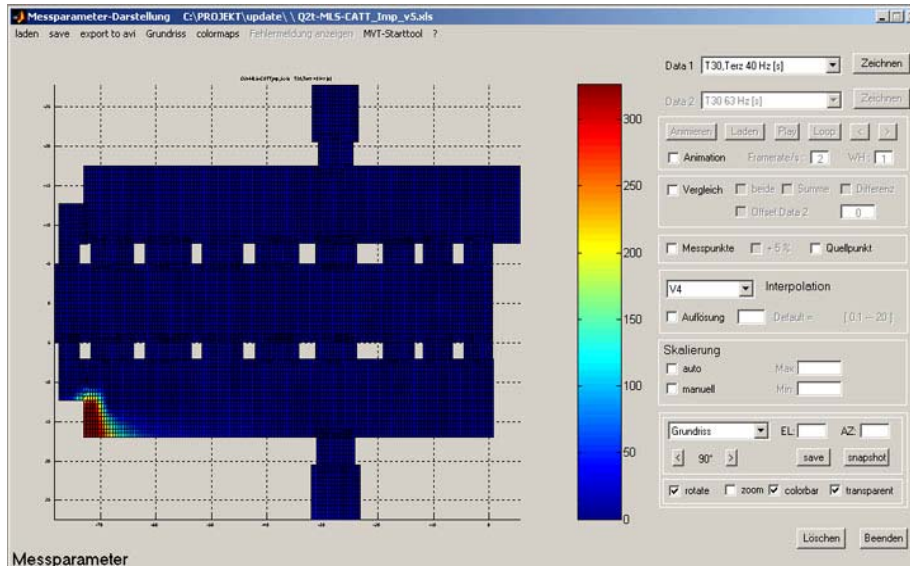 Messparameter-Darstellung C:\PROJEKT\update\ \ Q2t-MLS-CATT_Imp_v5.xls
laden save export to avi Grundriss colormaps Fehlermeldung anzeigen MVT-Starttool ?
Data 1 T30,Terz 40 Hz [s] Zeichnen
Data 2 T30 63 Hz [s] Zeichnen
Animieren Laden Play Loop < >
Animation Framerate/s : 2 WH : 1
Vergleich beide Summe Differenz
Offset Data 2 0
Messpunkte + 5 % Quellpunkt
V4 Interpolation
Auflösung Default = [ 0.1 -- 20 ]
Skalierung
auto Max
manuell Min
Grundriss EL: AZ:
< 90° > save snapshot
rotate zoom colorbar transparent
Löschen Beenden
300
250
200
150
100
50
0
Messparameter